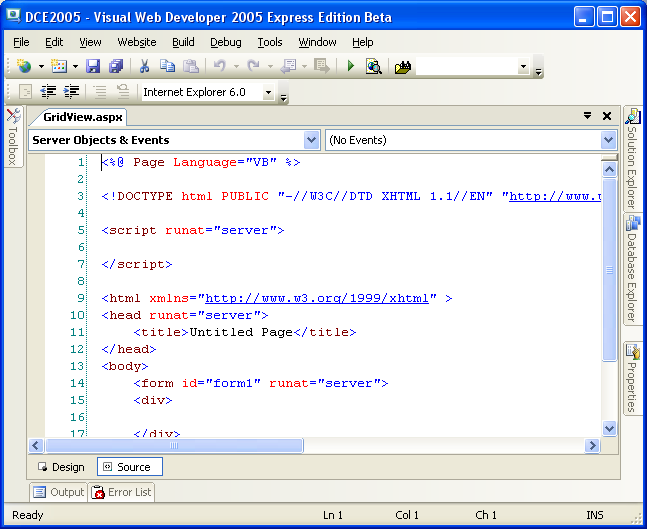 DCE2005 - Visual Web Developer 2005 Express Edition Beta
File Edit View Website Build Debug Tools Window Help
Internet Explorer 6.0
Toolbox
GridView.aspx
Server Objects & Events (No Events)
1 <%@ Page Language="VB" %>
2
3 <!DOCTYPE html PUBLIC "-//W3C//DTD XHTML 1.1//EN" "http://www.w
4
5 <script runat="server">
6
7 </script>
8
9 <html xmlns="http://www.w3.org/1999/xhtml" >
10 <head runat="server">
11 <title>Untitled Page</title>
12 </head>
13 <body>
14 <form id="form1" runat="server">
15 <div>
16
17 </div>
Solution Explorer
Database Explorer
Properties
Design Source
Output Error List
Ready Ln 1 Col 1 Ch 1 INS